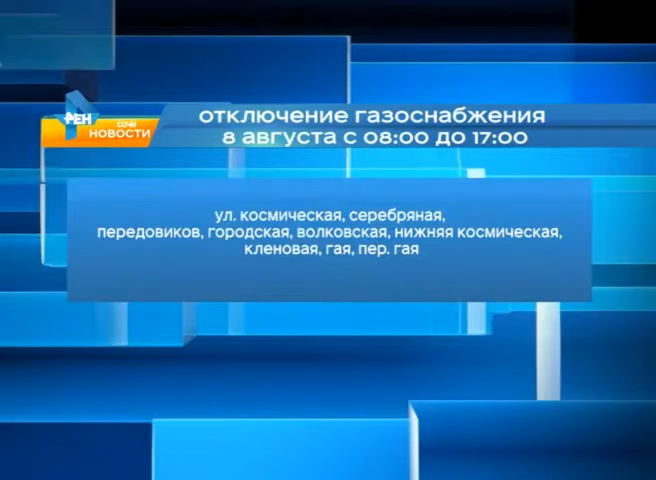 РЕН
СОЧИ
НОВОСТИ
ОТКЛЮЧЕНИЕ ГАЗОСНАБЖЕНИЯ
8 АВГУСТА С 08:00 ДО 17:00
ул. космическая, серебряная,
передовиков, городская, волковская, нижняя космическая,
кленовая, гая, пер. гая